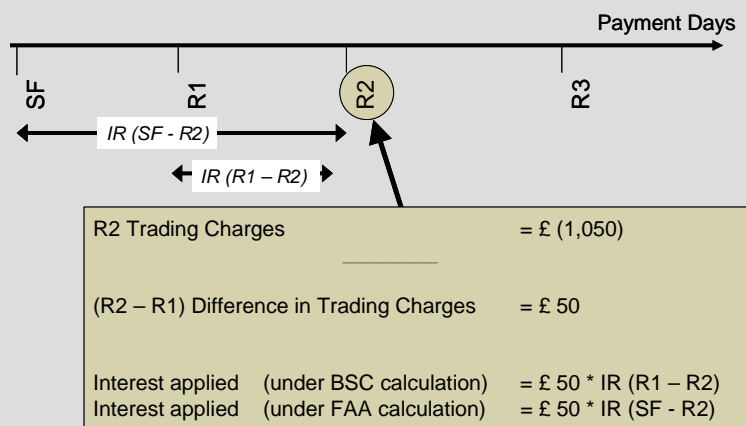 Payment Days
SF
R1
R2
R3
IR (SF - R2)
IR (R1 – R2)
R2 Trading Charges = £ (1,050)
(R2 – R1) Difference in Trading Charges = £ 50
Interest applied (under BSC calculation) = £ 50 * IR (R1 – R2)
Interest applied (under FAA calculation) = £ 50 * IR (SF - R2)